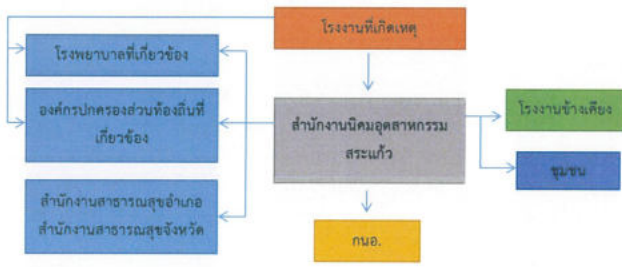 โรงงานที่เกิดเหตุ
โรงพยาบาลที่เกี่ยวข้อง
องค์กรปกครองส่วนท้องถิ่นที่
เกี่ยวข้อง
สำนักงานสาธารณสุขอำเภอ
สำนักงานสาธารณสุขจังหวัด
สำนักงานนิคมอุตสาหกรรม
สระแก้ว
กนอ.
โรงงานข้างเคียง
ชุมชน